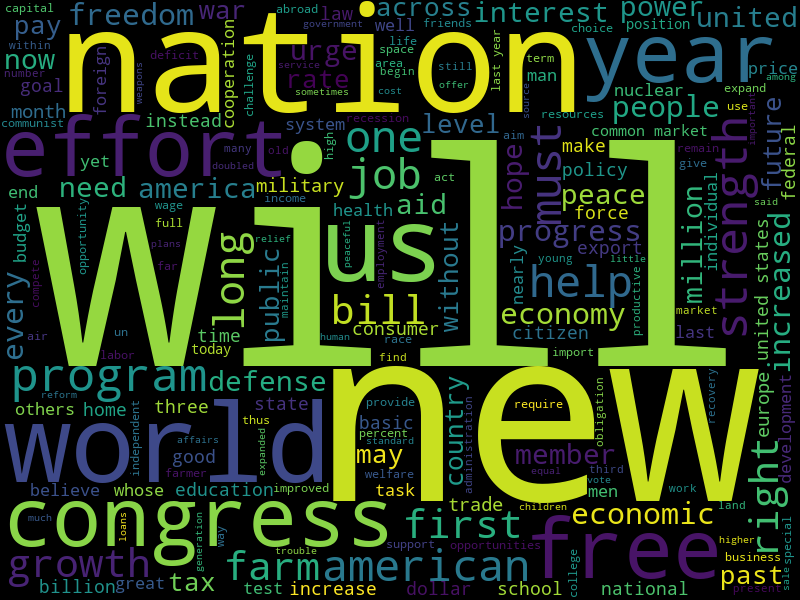 capital
abroad
government
friends
law
freedom
war
across
interest
power
united
position
pay
nation
well
life
choice
within
urge
space
last year
year
now
deficit
challenge
area
begin
still
man
price
number
service
offer
expand
among
goal
foreign
weapons
cooperation
rate
term
sometimes
cost
source
nuclear
month
instead
resources
people
use
communist
recession
system
level
one
common market
important
effort
many
aim
make
remain
yet
old
high
job
hope
must
policy
give
future
federal
end
need
america
doubled
military
act
peace
strength
said
budget
opportunity
wage
income
health
aid
force
individual
special
plans
full
relief
peaceful
employment
without
progress
million
increased
will
us
export
long
public
maintain
young
little
every
compete
far
help
nearly
productive
united states
air
un
labor
time
bill
consumer
economy
citizen
market
last
today
human
race
import
find
program
defense
new
reform
provide
country
require
obligation
recovery
europe
development
others
home
three
state
basic
independent
thus
percent
administration
world
affairs
good
standard
may
member
right
farmer
expanded
welfare
equal
third
vote
believe
whose
education
improved
task
men
work
congress
much
loans
generation
way
trade
children
land
first
economic
higher
trouble
support
opportunities
free
business
growth
farm
american
past
sale
billion
great
tax
test
increase
dollar
school
college
national
present